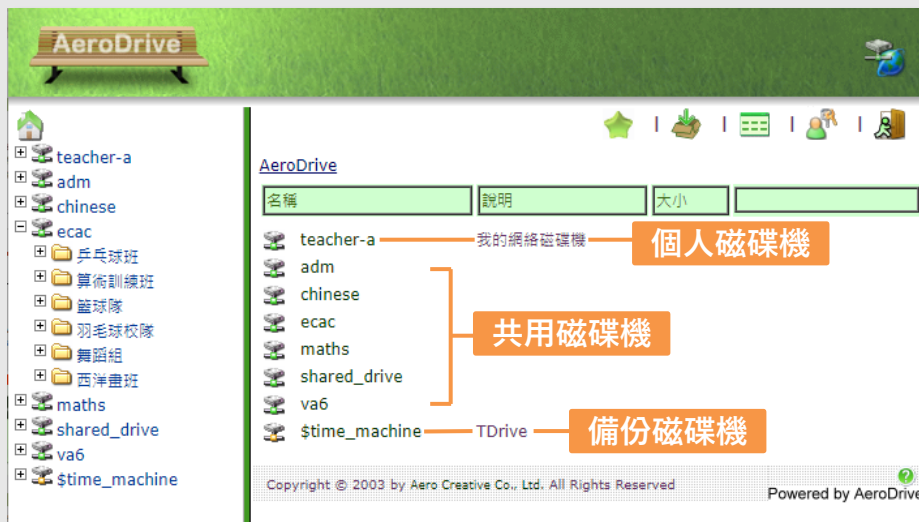 AeroDrive
teacher-a
adm
chinese
ecac
乒乓球班
算術訓練班
籃球隊
羽毛球校隊
舞蹈組
西洋畫班
maths
shared_drive
va6
$time_machine
AeroDrive
名稱 說明 大小
teacher-a 我的網絡磁碟機 個人磁碟機
adm
chinese
ecac
共用磁碟機
maths
shared_drive
va6
$time_machine TDrive 備份磁碟機
Copyright © 2003 by Aero Creative Co., Ltd. All Rights Reserved
Powered by AeroDrive